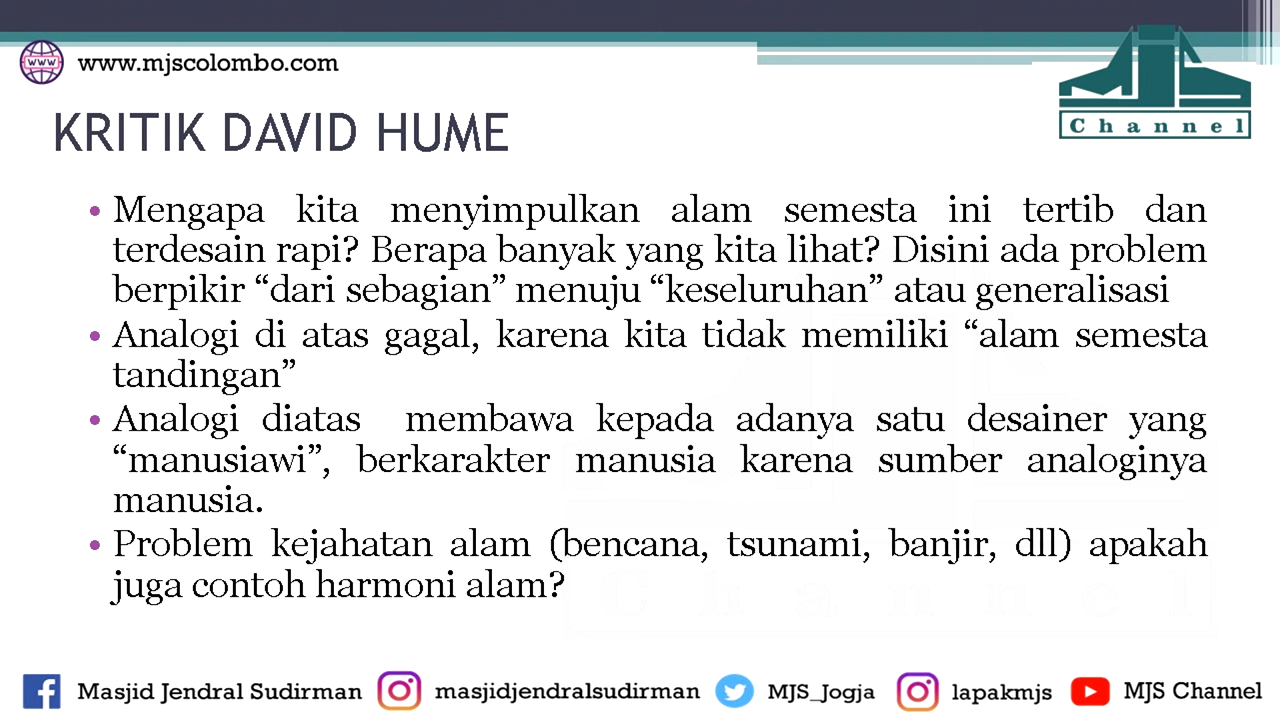 www.mjscolombo.com
MJS
Channel
KRITIK DAVID HUME
• Mengapa kita menyimpulkan alam semesta ini tertib dan
terdesain rapi? Berapa banyak yang kita lihat? Disini ada problem
berpikir “dari sebagian” menuju “keseluruhan” atau generalisasi
• Analogi di atas gagal, karena kita tidak memiliki “alam semesta
tandingan”
• Analogi diatas membawa kepada adanya satu desainer yang
“manusiawi”, berkarakter manusia karena sumber analoginya
manusia.
• Problem kejahatan alam (bencana, tsunami, banjir, dll) apakah
juga contoh harmoni alam?
Channel
Masjid Jendral Sudirman masjidjendralsudirman MJS_Jogja lapakmjs MJS Channel